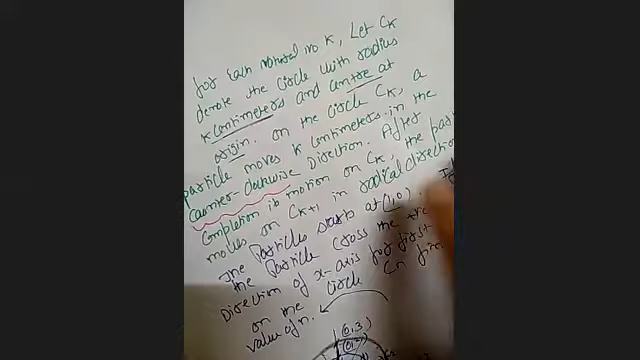 for each natural no K, Let CK
denote the circle with radius
K centimeters and centre at
origin. on the circle CK, a
particle moves K centimeters in the
counter-clockwise Direction. After
Completion its motion on CK, the
moves on CK+1 in radical direction
The Particle starts at (1,0).
the Particle cross the the
Direction of x-axis for first
on the circle Cn
value of n.
(0,3)